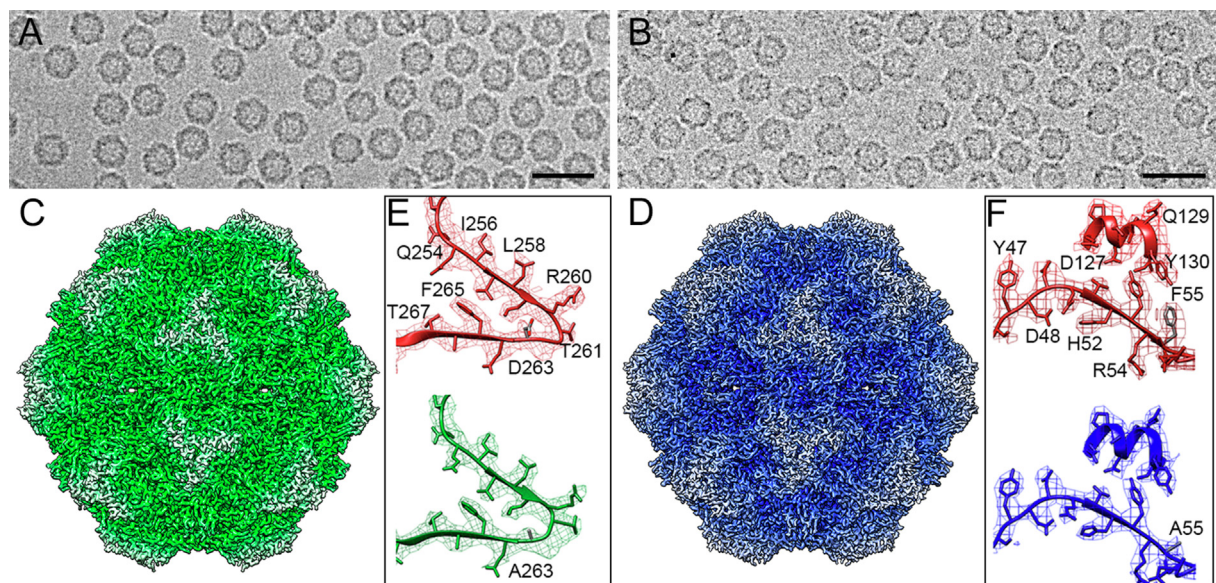 A
B
C
E
I256
Q254
L258
R260
F265
T267
T261
D263
A263
D
F
Q129
Y47
D127
Y130
F55
D48
H52
R54
A55